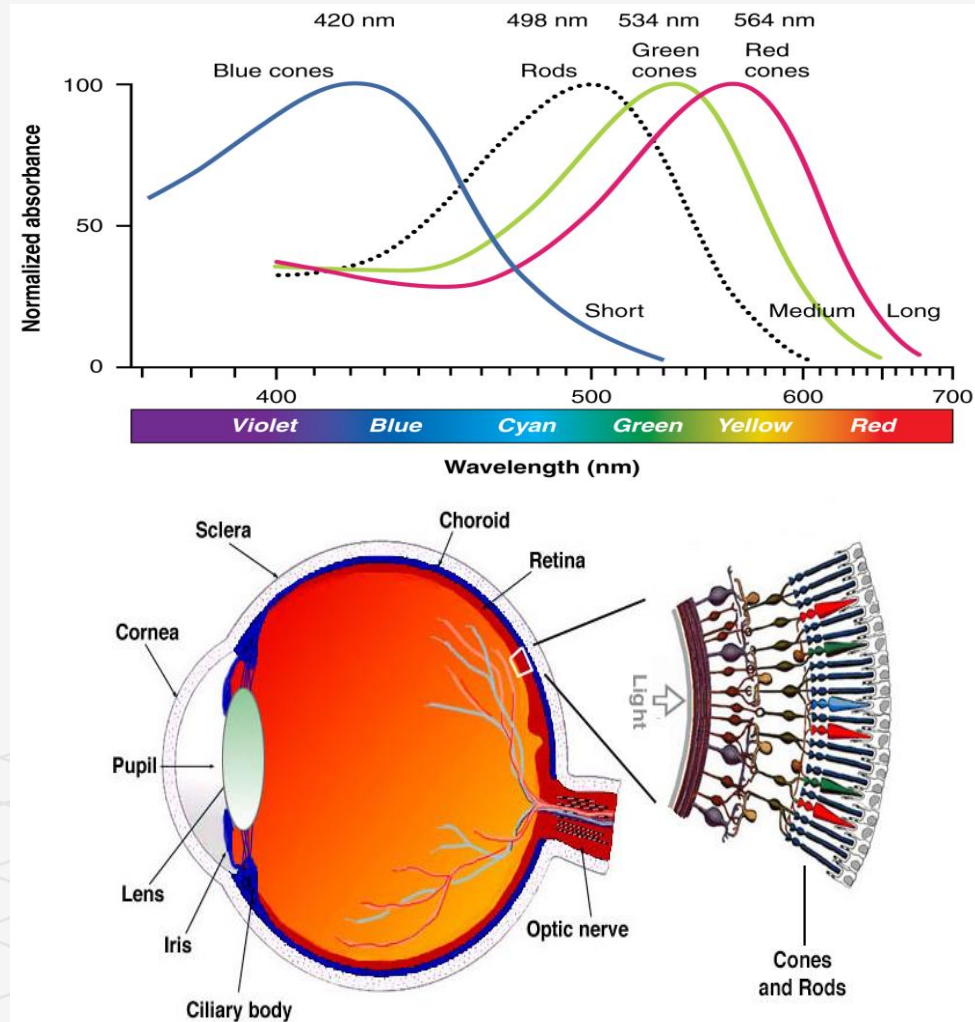 420 nm 498 nm 534 nm 564 nm
Blue cones Rods Green cones Red cones
100
50
0
Normalized absorbance
Short Medium Long
400 500 600 700
Violet Blue Cyan Green Yellow Red
Wavelength (nm)
Choroid
Sclera
Retina
Cornea
Light
Pupil
Lens
Iris
Optic nerve
Ciliary body
Cones
and Rods